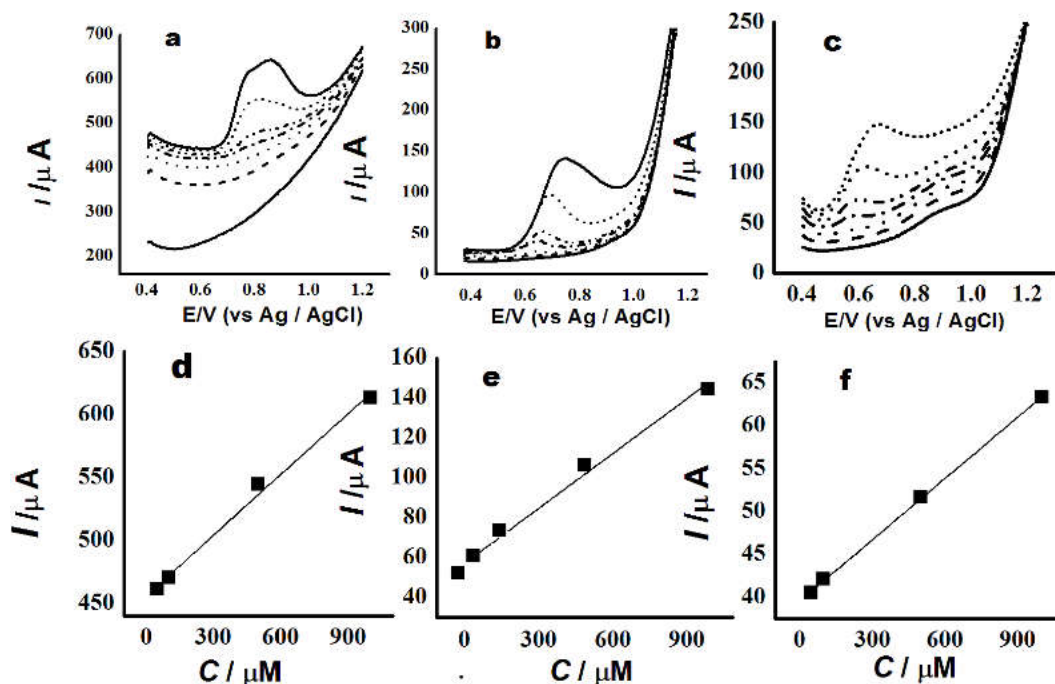 a
700
600
500
400
300
200
I /μ A
0.4 0.6 0.8 1.0 1.2
E/V (vs Ag / AgCl)
b
300
250
200
150
100
50
0
I /μ A
0.4 0.6 0.8 1.0 1.2
E/V (vs Ag / AgCl)
c
250
200
150
100
50
0
I /μ A
0.4 0.6 0.8 1.0 1.2
E/V (vs Ag / AgCl)
d
650
600
550
500
450
I /μ A
0 300 600 900
C / μM
e
160
140
120
100
80
60
40
I /μ A
0 300 600 900
C / μM
f
65
60
55
50
45
40
I /μ A
0 300 600 900
C / μM